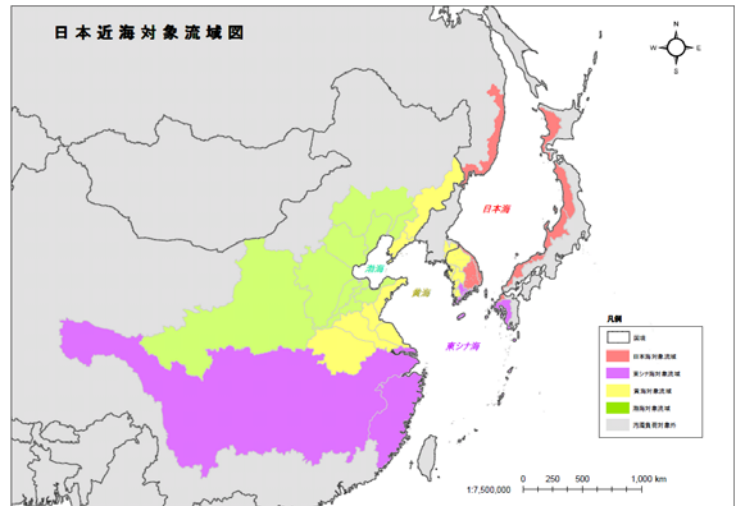 日本近海対象流域図
N
W
E
S
日本海
渤海
黄海
東シナ海
凡例
国境
日本海対象流域
東シナ海対象流域
黄海対象流域
渤海対象流域
汚濁負荷対象外
1:7,500,000
0 250 500 1,000 km